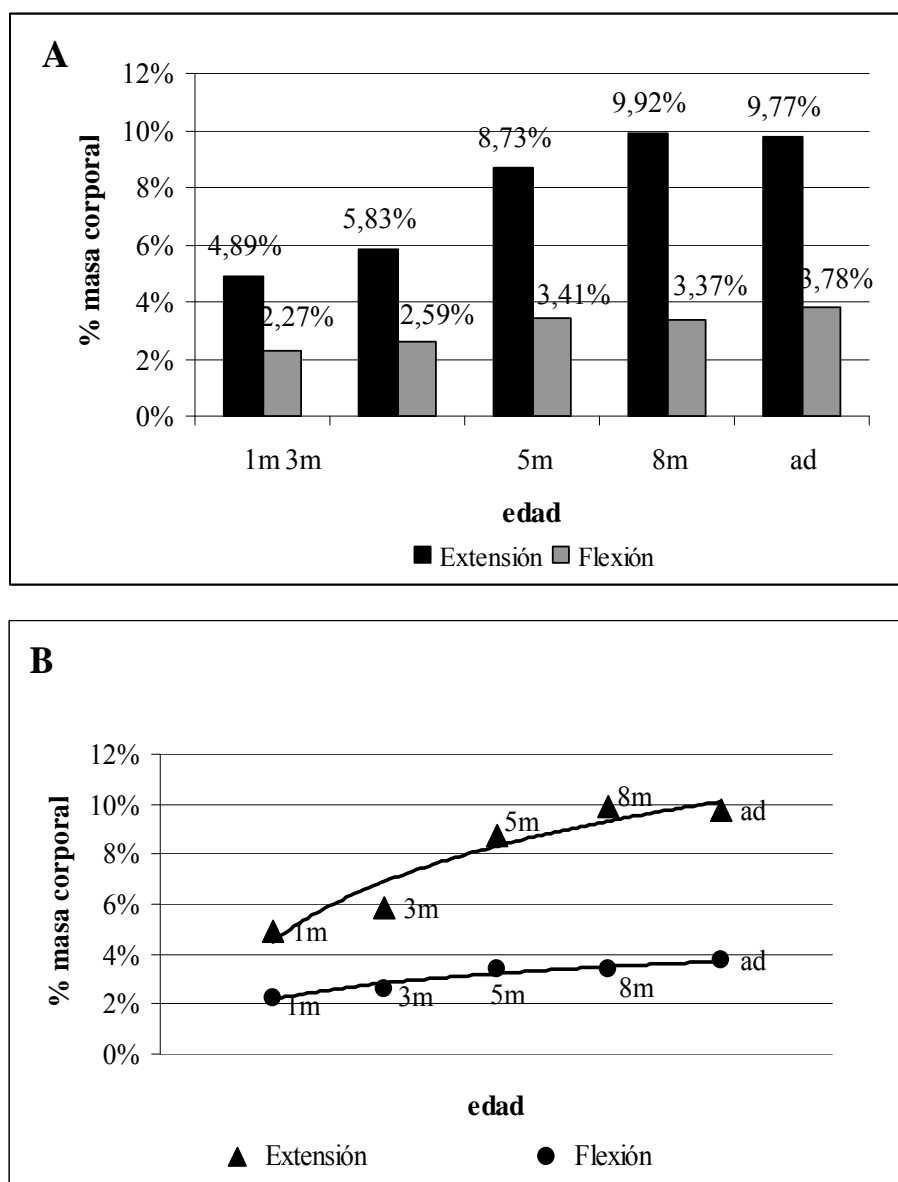 A
12%
10%
8%
6%
4%
2%
0%
% masa corporal
4,89%
2,27%
5,83%
2,59%
8,73%
3,41%
9,92%
3,37%
9,77%
3,78%
1m 3m 5m 8m ad
edad
Extensión Flexión
B
12%
10%
8%
6%
4%
2%
0%
% masa corporal
1m
3m
5m
8m
ad
1m
3m
5m
8m
ad
edad
Extensión Flexión